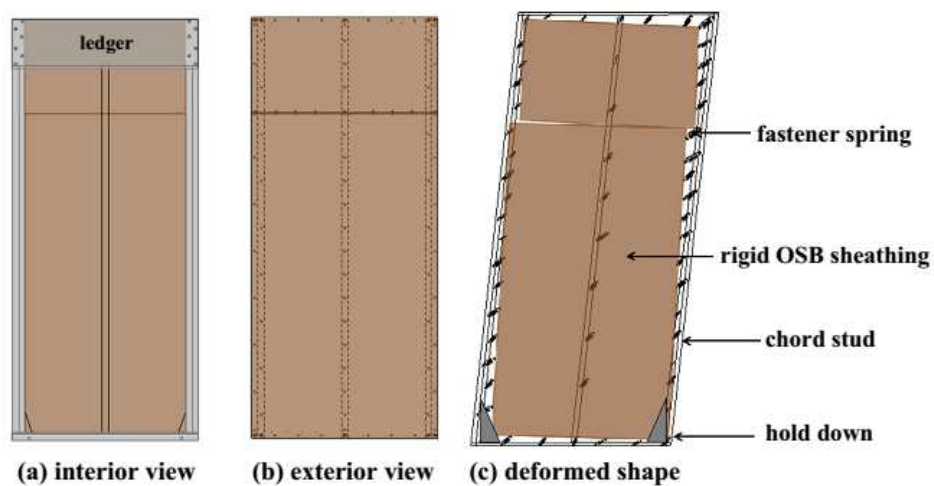 ledger
fastener spring
rigid OSB sheathing
chord stud
hold down
(a) interior view
(b) exterior view
(c) deformed shape